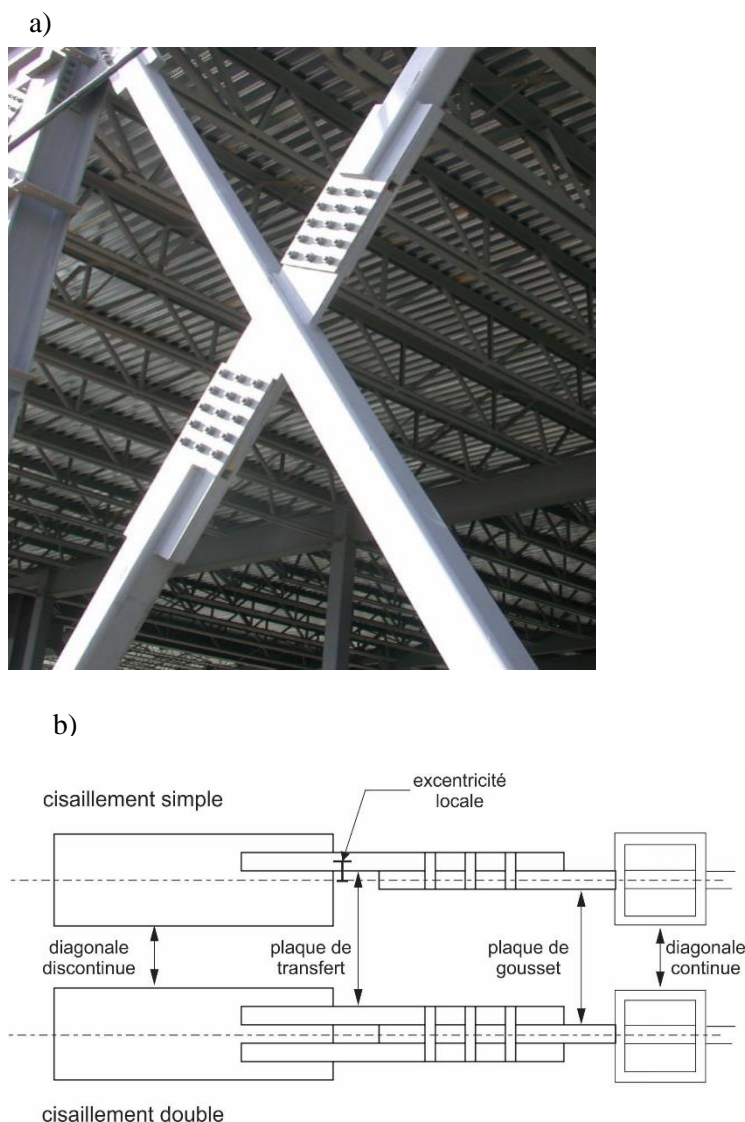 a)
b)
cisaillement simple
excentricité
locale
diagonale
discontinue
plaque de
transfert
plaque de
gousset
diagonale
continue
cisaillement double